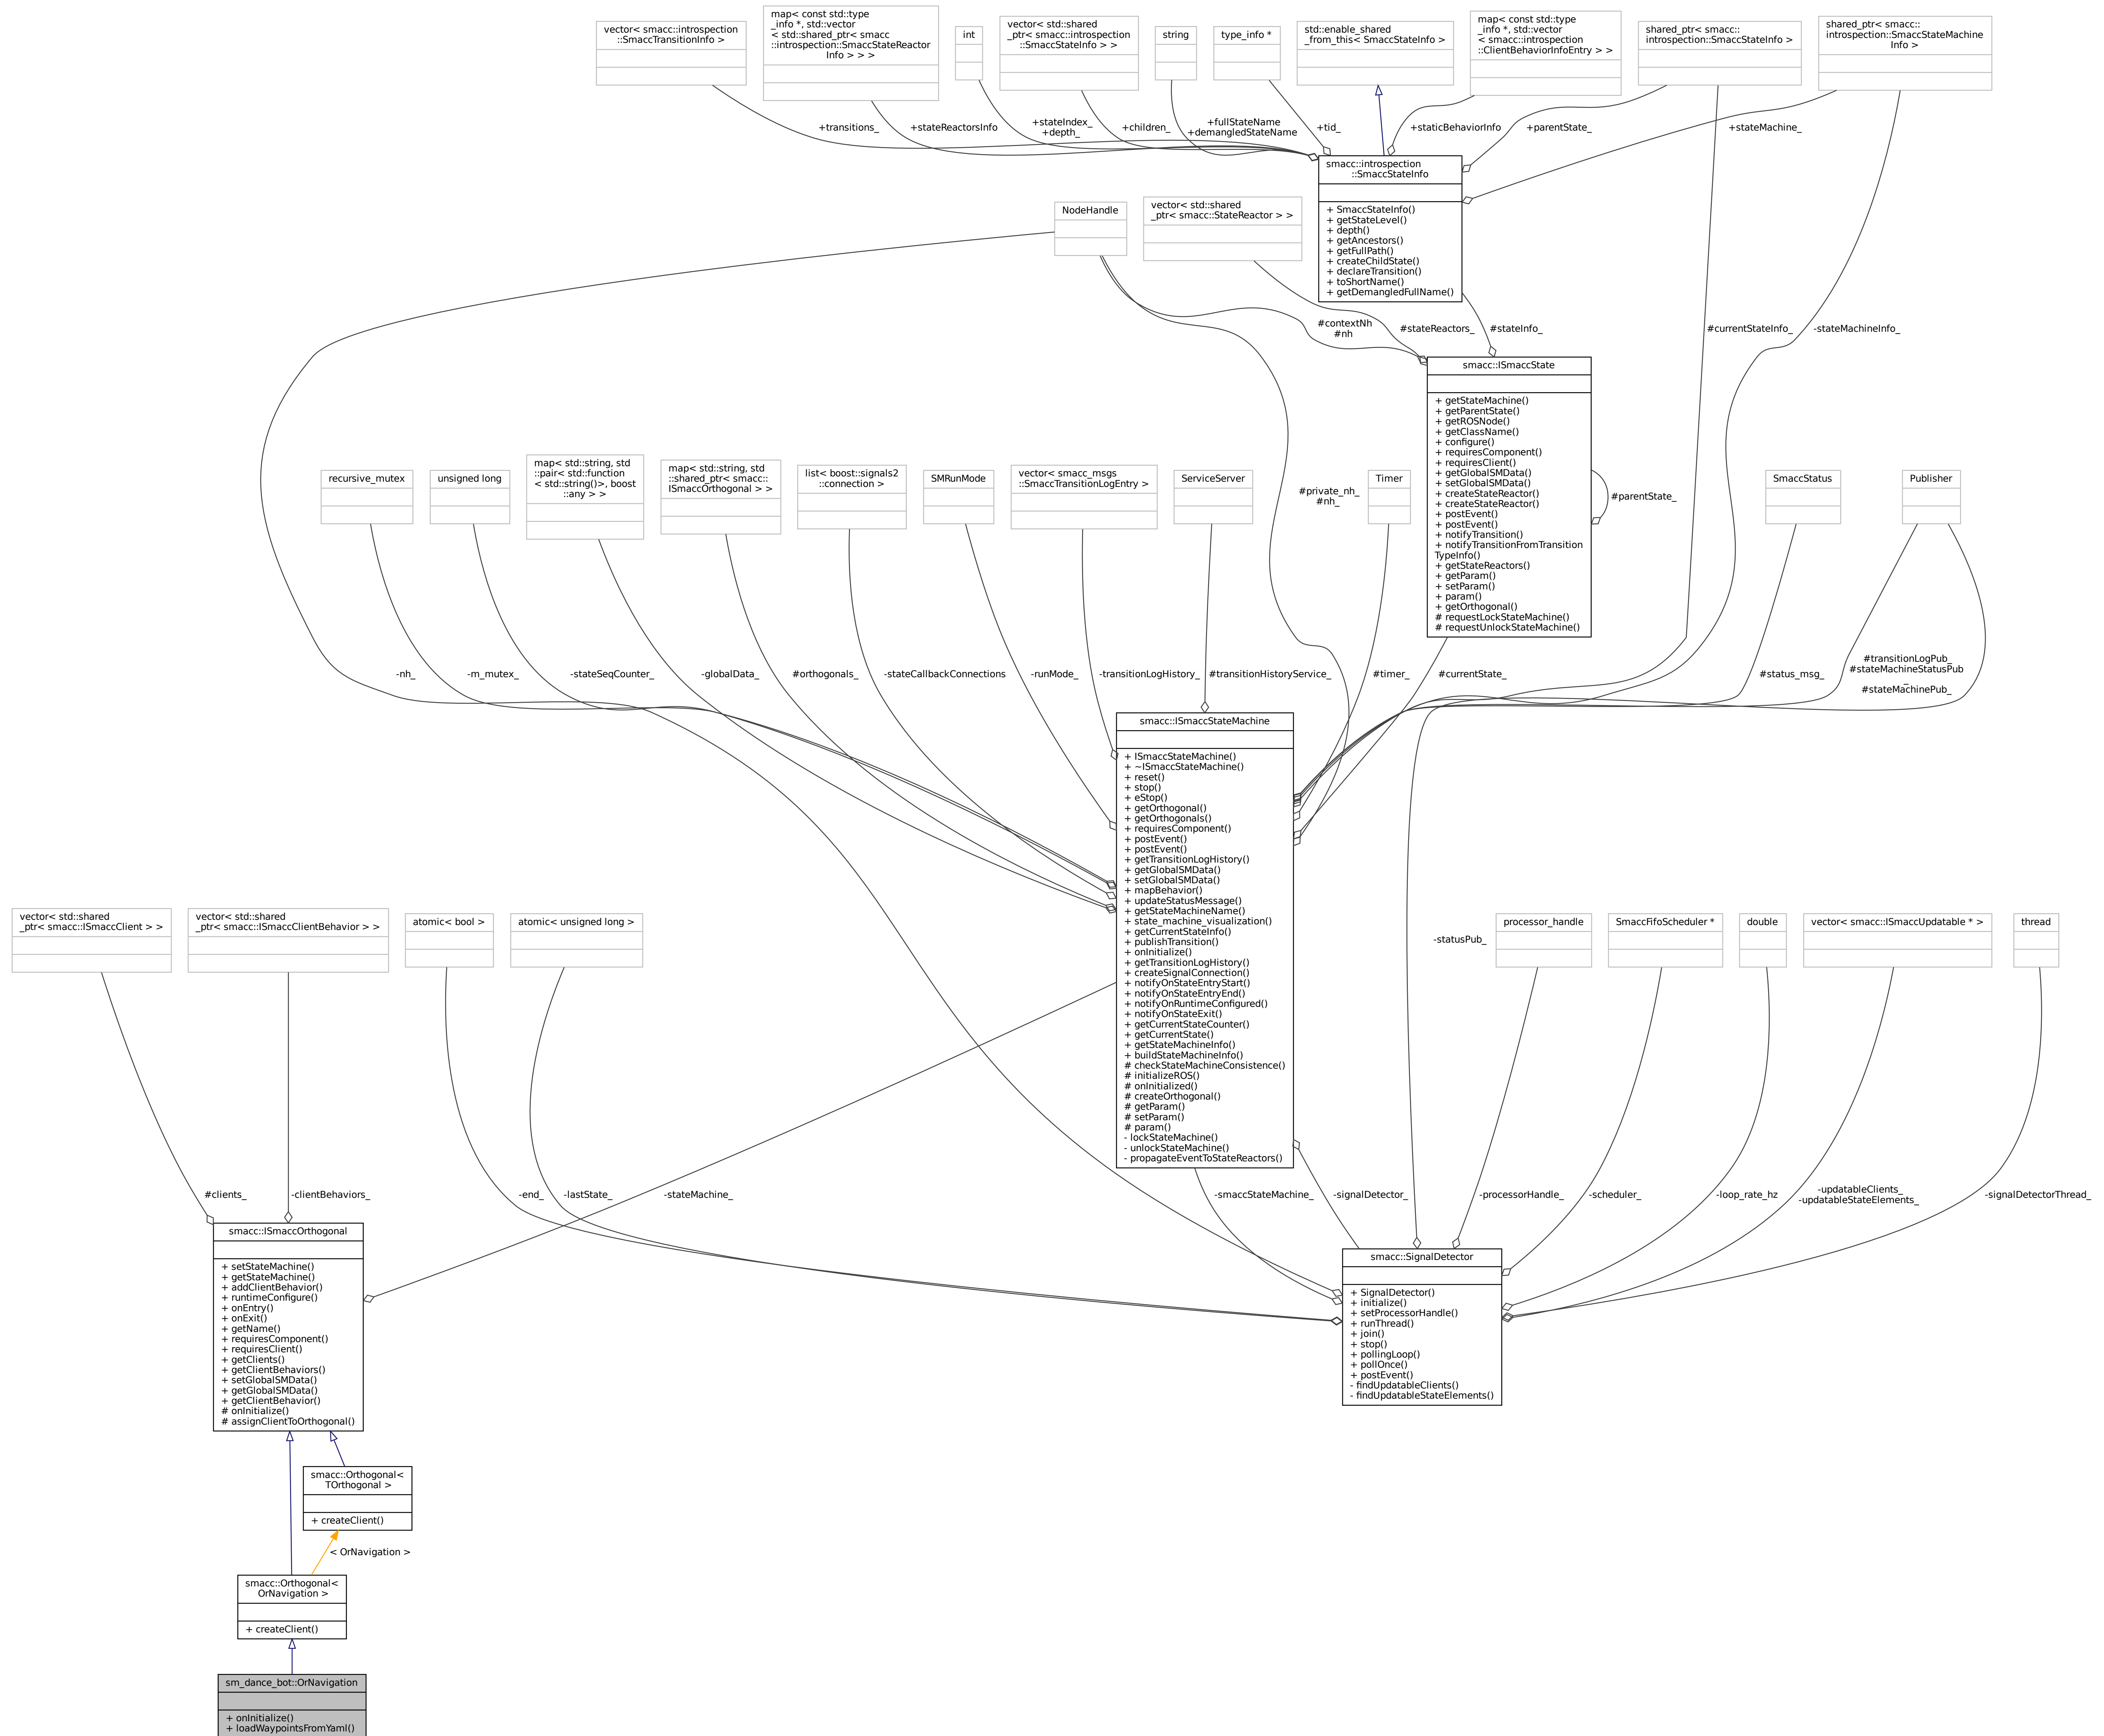 vector< smacc::introspection
::SmaccTransitionInfo >
map< const std::type
_info *, std::vector
< std::shared_ptr< smacc
::introspection::SmaccStateReactor
Info > > >
int
vector< std::shared
_ptr< smacc::introspection
::SmaccStateInfo > >
string
type_info *
std::enable_shared
_from_this< SmaccStateInfo >
map< const std::type
_info *, std::vector
< smacc::introspection
::ClientBehaviorInfoEntry > >
shared_ptr< smacc::
introspection::SmaccStateInfo >
shared_ptr< smacc::
introspection::SmaccStateMachine
Info >
+transitions_
+stateReactorsInfo
+stateIndex_
+depth_
+children_
+fullStateName
+demangledStateName
+tid_
+staticBehaviorInfo
+parentState_
+stateMachine_
smacc::introspection
::SmaccStateInfo
+ SmaccStateInfo()
+ getStateLevel()
+ depth()
+ getAncestors()
+ getFullPath()
+ createChildState()
+ declareTransition()
+ toShortName()
+ getDemangledFullName()
NodeHandle
vector< std::shared
_ptr< smacc::StateReactor > >
#contextNh
#nh
#stateReactors_
#stateInfo_
#currentStateInfo_
-stateMachineInfo_
smacc::ISmaccState
+ getStateMachine()
+ getParentState()
+ getROSNode()
+ getClassName()
+ configure()
+ requiresComponent()
+ requiresClient()
+ getGlobalSMData()
+ setGlobalSMData()
+ createStateReactor()
+ createStateReactor()
+ postEvent()
+ postEvent()
+ notifyTransition()
+ notifyTransitionFromTransition
TypeInfo()
+ getStateReactors()
+ getParam()
+ setParam()
+ param()
+ getOrthogonal()
# requestLockStateMachine()
# requestUnlockStateMachine()
#parentState_
recursive_mutex
unsigned long
map< std::string, std
::pair< std::function
< std::string()>, boost
::any > >
map< std::string, std
::shared_ptr< smacc::
ISmaccOrthogonal > >
list< boost::signals2
::connection >
SMRunMode
vector< smacc_msgs
::SmaccTransitionLogEntry >
ServiceServer
#private_nh_
#nh_
Timer
SmaccStatus
Publisher
-nh_
-m_mutex_
-stateSeqCounter_
-globalData_
#orthogonals_
-stateCallbackConnections
-runMode_
-transitionLogHistory_
#transitionHistoryService_
#timer_
#currentState_
#status_msg_
#transitionLogPub_
#stateMachineStatusPub
_
#stateMachinePub_
smacc::ISmaccStateMachine
+ ISmaccStateMachine()
+ ~ISmaccStateMachine()
+ reset()
+ stop()
+ eStop()
+ getOrthogonal()
+ getOrthogonals()
+ requiresComponent()
+ postEvent()
+ postEvent()
+ getTransitionLogHistory()
+ getGlobalSMData()
+ setGlobalSMData()
+ mapBehavior()
+ updateStatusMessage()
+ getStateMachineName()
+ state_machine_visualization()
+ getCurrentStateInfo()
+ publishTransition()
+ onInitialize()
+ getTransitionLogHistory()
+ createSignalConnection()
+ notifyOnStateEntryStart()
+ notifyOnStateEntryEnd()
+ notifyOnRuntimeConfigured()
+ notifyOnStateExit()
+ getCurrentStateCounter()
+ getCurrentState()
+ getStateMachineInfo()
+ buildStateMachineInfo()
# checkStateMachineConsistence()
# initializeROS()
# onInitialized()
# createOrthogonal()
# getParam()
# setParam()
# param()
- lockStateMachine()
- unlockStateMachine()
- propagateEventToStateReactors()
vector< std::shared
_ptr< smacc::ISmaccClient > >
vector< std::shared
_ptr< smacc::ISmaccClientBehavior > >
atomic< bool >
atomic< unsigned long >
-statusPub_
processor_handle
SmaccFifoScheduler *
double
vector< smacc::ISmaccUpdatable * >
thread
#clients_
-clientBehaviors_
-end_
-lastState_
-stateMachine_
-smaccStateMachine_
-signalDetector_
-processorHandle_
-scheduler_
-loop_rate_hz
-updatableClients_
-updatableStateElements_
-signalDetectorThread_
smacc::ISmaccOrthogonal
+ setStateMachine()
+ getStateMachine()
+ addClientBehavior()
+ runtimeConfigure()
+ onEntry()
+ onExit()
+ getName()
+ requiresComponent()
+ requiresClient()
+ getClients()
+ getClientBehaviors()
+ setGlobalSMData()
+ getGlobalSMData()
+ getClientBehavior()
# onInitialize()
# assignClientToOrthogonal()
smacc::SignalDetector
+ SignalDetector()
+ initialize()
+ setProcessorHandle()
+ runThread()
+ join()
+ stop()
+ pollingLoop()
+ pollOnce()
+ postEvent()
- findUpdatableClients()
- findUpdatableStateElements()
smacc::Orthogonal<
TOrthogonal >
+ createClient()
< OrNavigation >
smacc::Orthogonal<
OrNavigation >
+ createClient()
sm_dance_bot::OrNavigation
+ onInitialize()
+ loadWaypointsFromYaml()